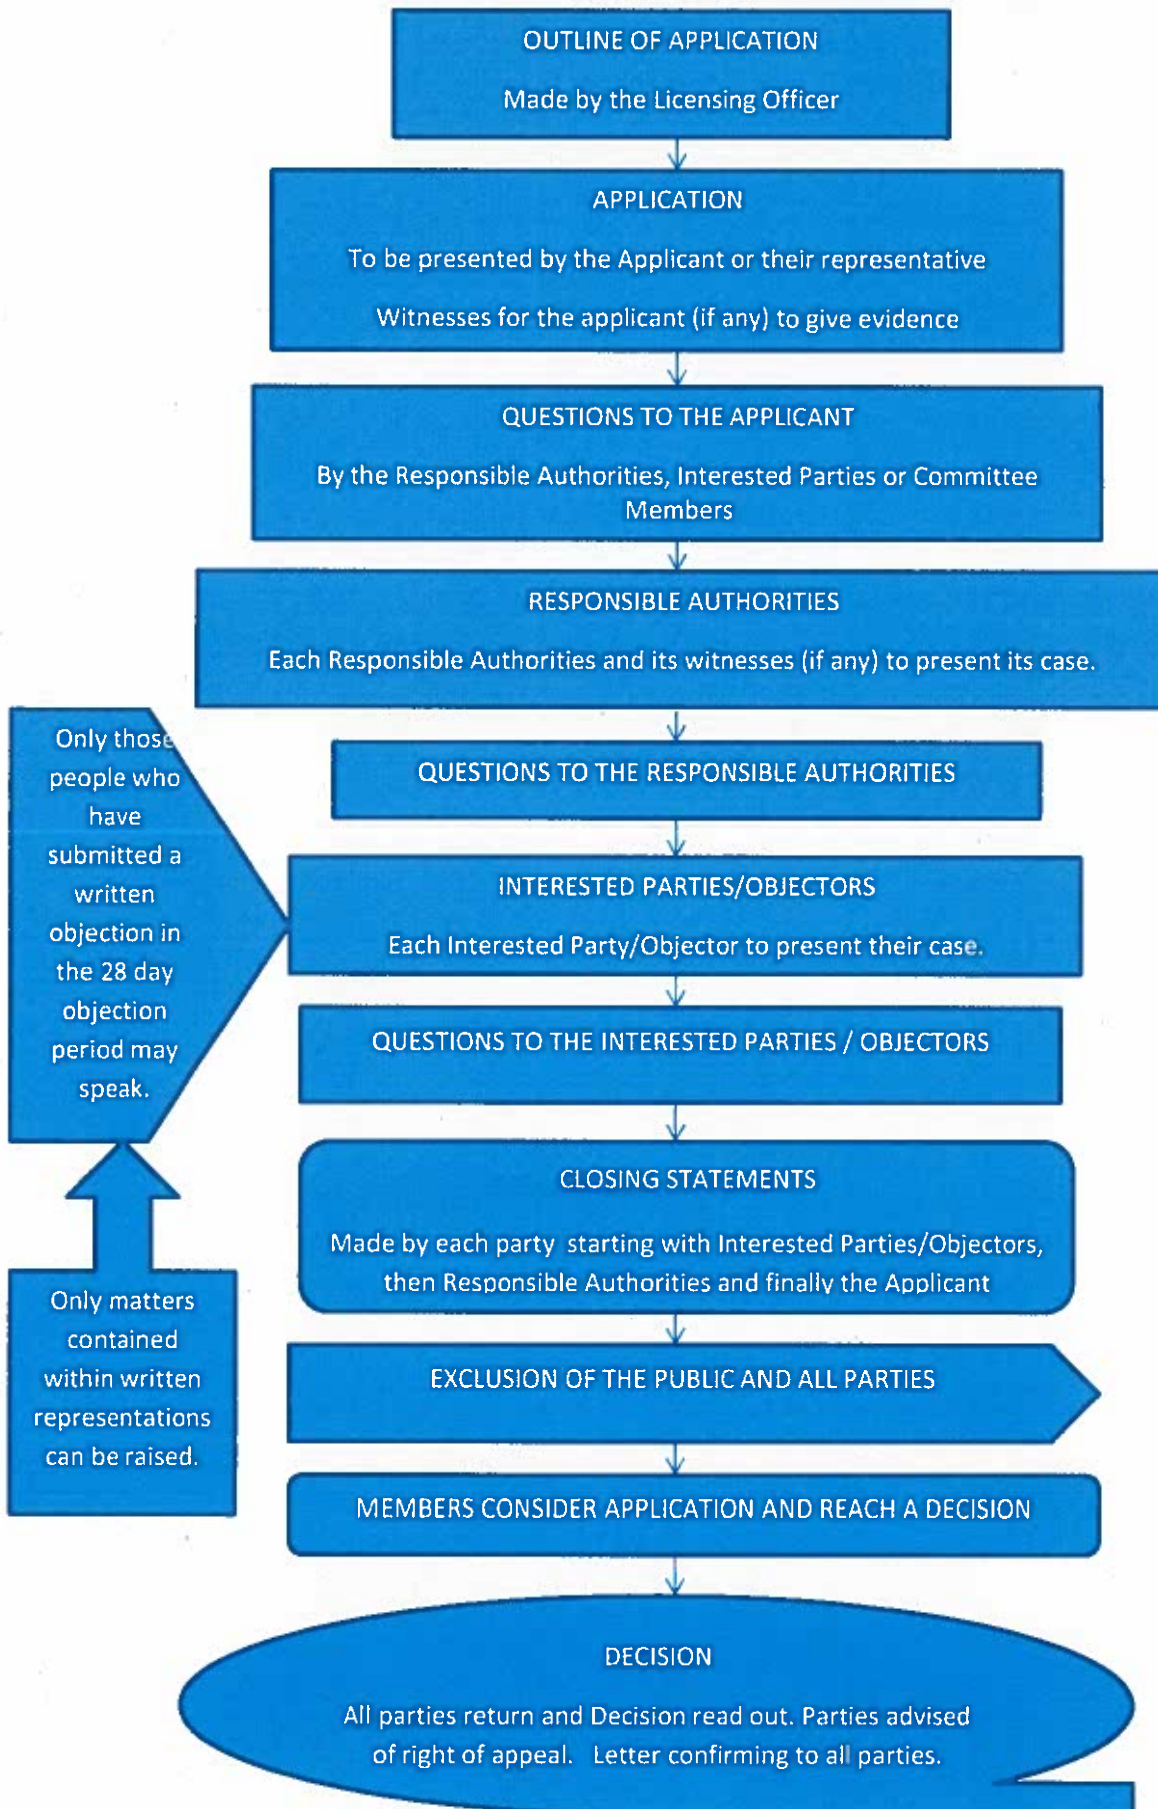 OUTLINE OF APPLICATION
Made by the Licensing Officer
APPLICATION
To be presented by the Applicant or their representative
Witnesses for the applicant (if any) to give evidence
QUESTIONS TO THE APPLICANT
By the Responsible Authorities, Interested Parties or Committee
Members
RESPONSIBLE AUTHORITIES
Each Responsible Authorities and its witnesses (if any) to present its case.
QUESTIONS TO THE RESPONSIBLE AUTHORITIES
Only those
people who
have
submitted a
written
objection in
the 28 day
objection
period may
speak.
INTERESTED PARTIES/OBJECTORS
Each Interested Party/Objector to present their case.
QUESTIONS TO THE INTERESTED PARTIES / OBJECTORS
Only matters
contained
within written
representations
can be raised.
CLOSING STATEMENTS
Made by each party starting with Interested Parties/Objectors,
then Responsible Authorities and finally the Applicant
EXCLUSION OF THE PUBLIC AND ALL PARTIES
MEMBERS CONSIDER APPLICATION AND REACH A DECISION
DECISION
All parties return and Decision read out. Parties advised
of right of appeal. Letter confirming to all parties.